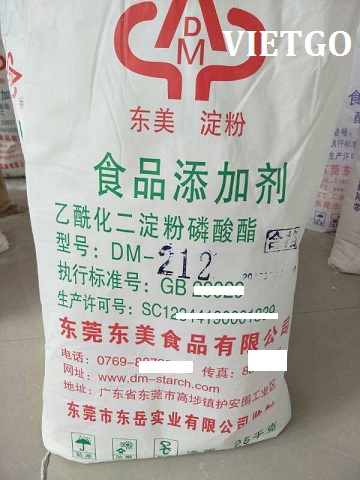 VIETGO
DM
东美 淀粉
食品添加剂
乙酰化二淀粉磷酸酯
型号：DM-212
合格
执行标准号：GB
生产许可号：SC
东莞东美食品有限公司
电话：0769-88
传真：8
网址：www.dm-starch.com
地址：广东省东莞市高埗镇护安围工业区
东莞市东岳实业有限公司
25千克